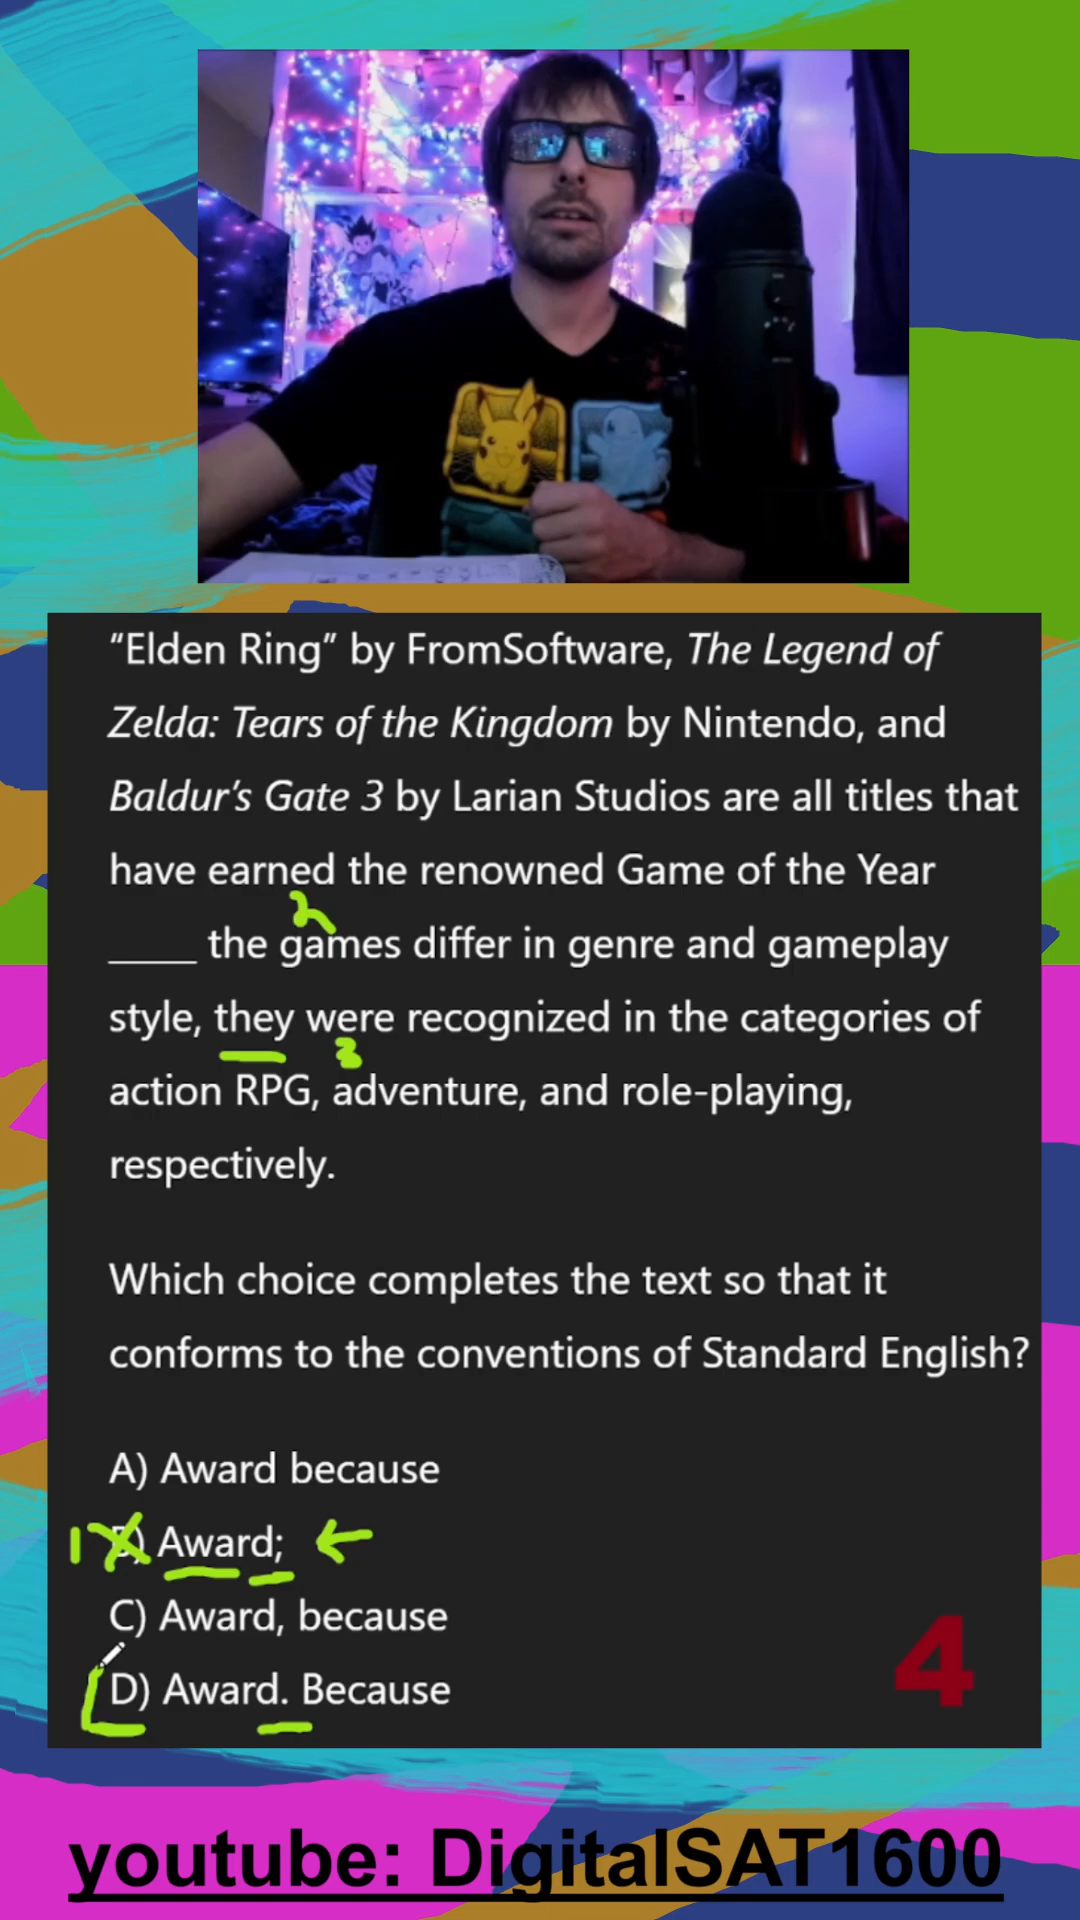 “Elden Ring” by FromSoftware, The Legend of
Zelda: Tears of the Kingdom by Nintendo, and
Baldur’s Gate 3 by Larian Studios are all titles that
have earned the renowned Game of the Year
2
_____ the games differ in genre and gameplay
style, they were recognized in the categories of
3
action RPG, adventure, and role-playing,
respectively.
Which choice completes the text so that it
conforms to the conventions of Standard English?
A) Award because
1 B) Award;
C) Award, because
D) Award. Because
4
youtube: DigitalSAT1600